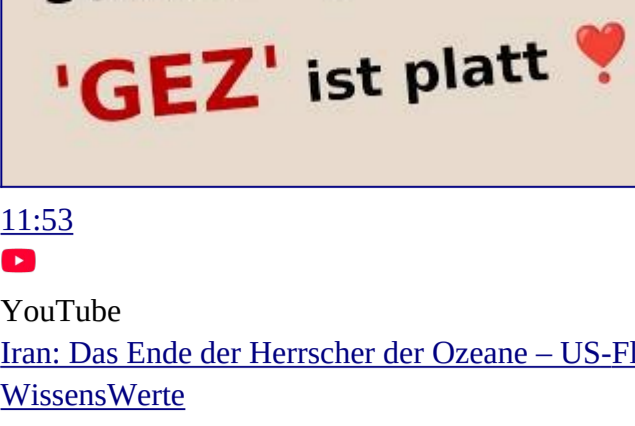 'GEZ' ist platt ❣️
11:53
YouTube
Iran: Das Ende der Herrscher der Ozeane – US-
WissensWerte